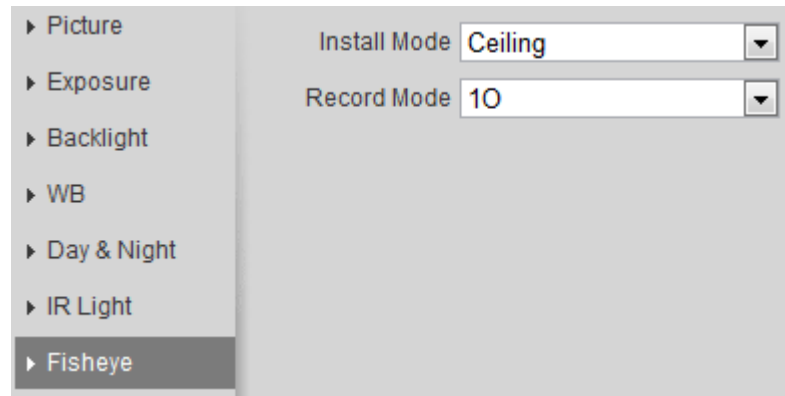 Picture
Exposure
Backlight
WB
Day & Night
IR Light
Fisheye
Install Mode Ceiling
Record Mode 1O